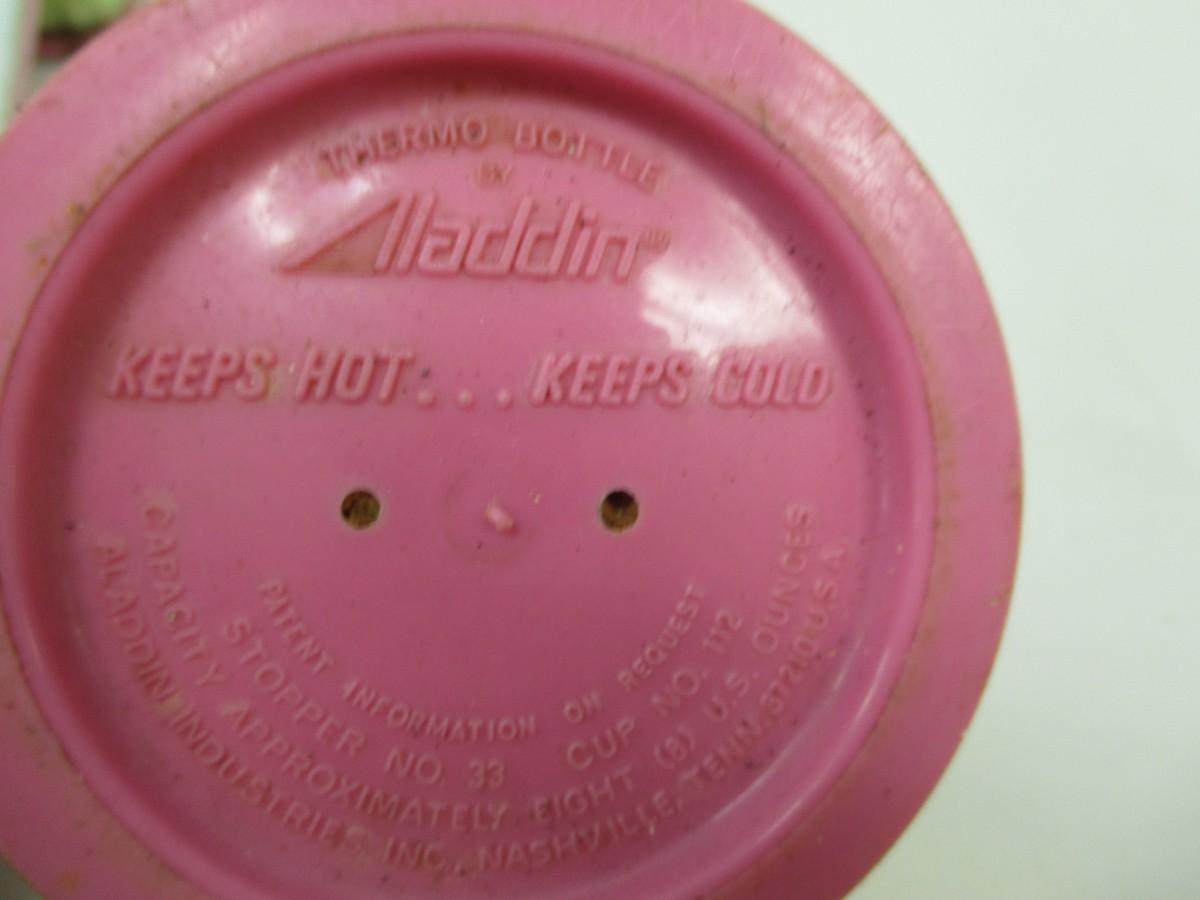 THERMO BOTTLE
BY
Aladdin®
KEEPS HOT... KEEPS COLD
PATENT INFORMATION ON REQUEST
STOPPER NO. 33 CUP NO. 112
CAPACITY APPROXIMATELY EIGHT (8) U.S. OUNCES
ALADDIN INDUSTRIES INC., NASHVILLE, TENN. 37210 U.S.A.